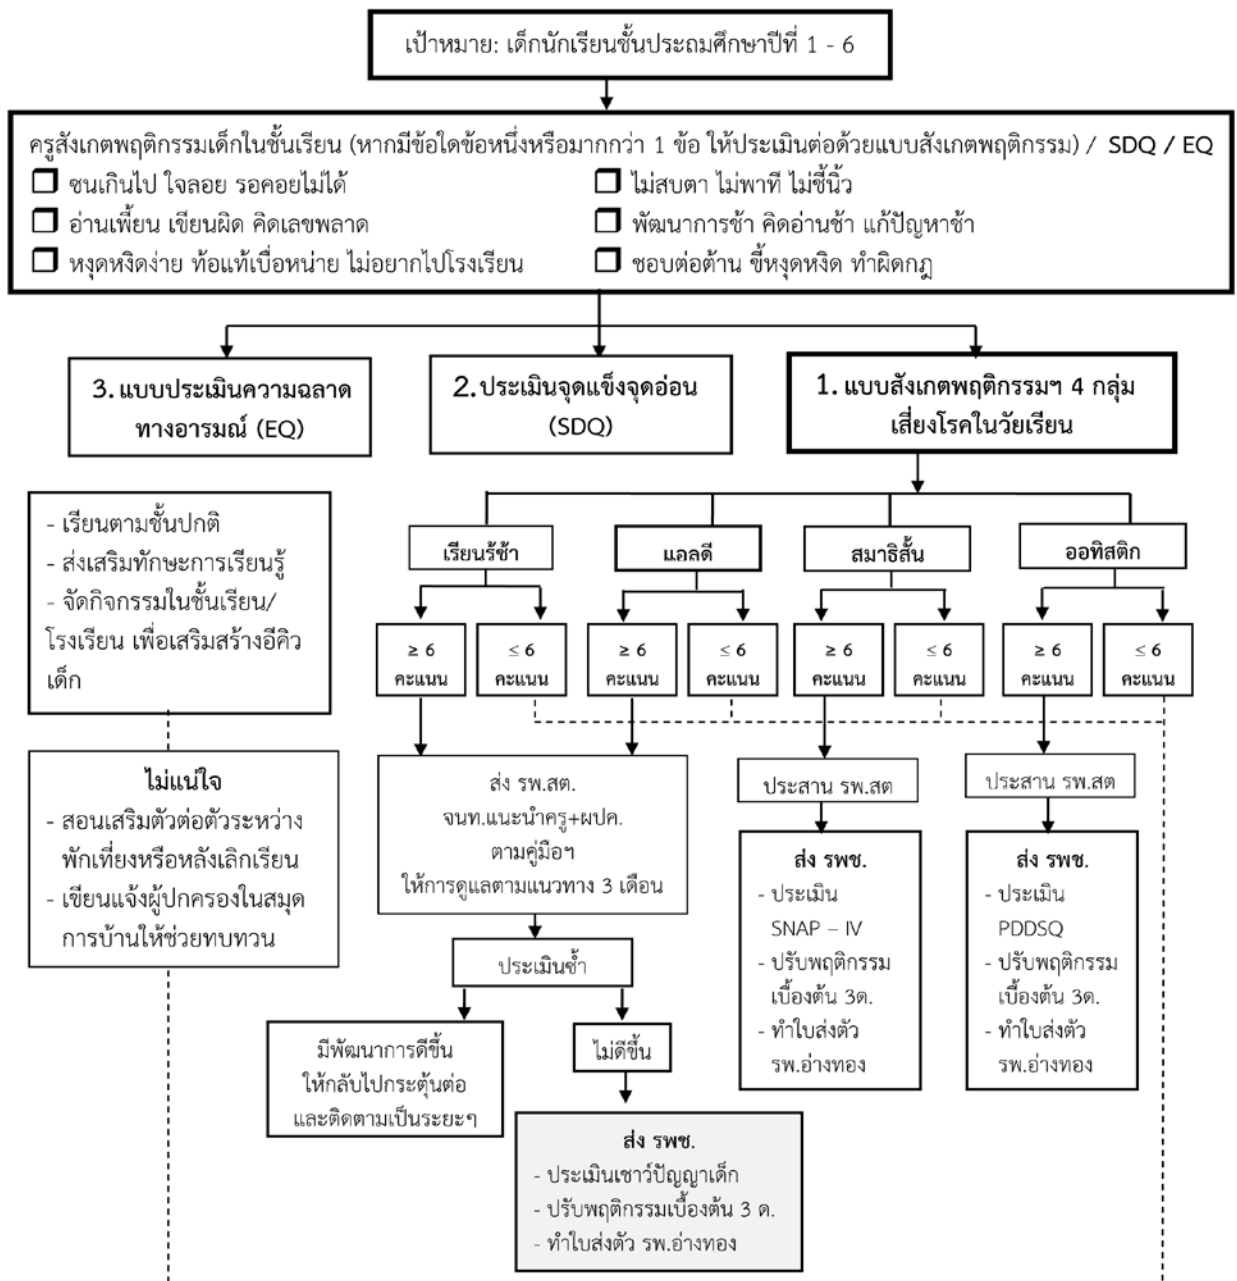 เป้าหมาย: เด็กนักเรียนชั้นประถมศึกษาปีที่ 1 - 6
ครูสังเกตพฤติกรรมเด็กในชั้นเรียน (หากมีข้อใดข้อหนึ่งหรือมากกว่า 1 ข้อ ให้ประเมินต่อด้วยแบบสังเกตพฤติกรรม) / SDQ / EQ
ซนเกินไป ใจลอย รอคอยไม่ได้
ไม่สบตา ไม่พาที ไม่ชี้นิ้ว
อ่านเพี้ยน เขียนผิด คิดเลขพลาด
พัฒนาการช้า คิดอ่านช้า แก้ปัญหาช้า
หงุดหงิดง่าย ท้อแท้เบื่อหน่าย ไม่อยากไปโรงเรียน
ชอบต่อต้าน ขี้หงุดหงิด ทำผิดกฎ
3. แบบประเมินความฉลาด
ทางอารมณ์ (EQ)
2. ประเมินจุดแข็งจุดอ่อน
(SDQ)
1. แบบสังเกตพฤติกรรมฯ 4 กลุ่ม
เสี่ยงโรคในวัยเรียน
- เรียนตามชั้นปกติ
- ส่งเสริมทักษะการเรียนรู้
- จัดกิจกรรมในชั้นเรียน/
โรงเรียน เพื่อเสริมสร้างอีคิว
เด็ก
เรียนรู้ช้า
แอลดี
สมาธิสั้น
ออทิสติก
≥ 6
คะแนน
≤ 6
คะแนน
≥ 6
คะแนน
≤ 6
คะแนน
≥ 6
คะแนน
≤ 6
คะแนน
≥ 6
คะแนน
≤ 6
คะแนน
ไม่แน่ใจ
- สอนเสริมตัวต่อตัวระหว่าง
พักเที่ยงหรือหลังเลิกเรียน
- เขียนแจ้งผู้ปกครองในสมุด
การบ้านให้ช่วยทบทวน
ส่ง รพ.สต.
จนท.แนะนำครู+ผปค.
ตามคู่มือฯ
ให้การดูแลตามแนวทาง 3 เดือน
ประสาน รพ.สต
ประสาน รพ.สต
ส่ง รพช.
- ประเมิน
SNAP – IV
- ปรับพฤติกรรม
เบื้องต้น 3ด.
- ทำใบส่งตัว
รพ.อ่างทอง
ส่ง รพช.
- ประเมิน
PDDSQ
- ปรับพฤติกรรม
เบื้องต้น 3ด.
- ทำใบส่งตัว
รพ.อ่างทอง
ประเมินซ้ำ
มีพัฒนาการดีขึ้น
ให้กลับไปกระตุ้นต่อ
และติดตามเป็นระยะๆ
ไม่ดีขึ้น
ส่ง รพช.
- ประเมินเชาว์ปัญญาเด็ก
- ปรับพฤติกรรมเบื้องต้น 3 ด.
- ทำใบส่งตัว รพ.อ่างทอง